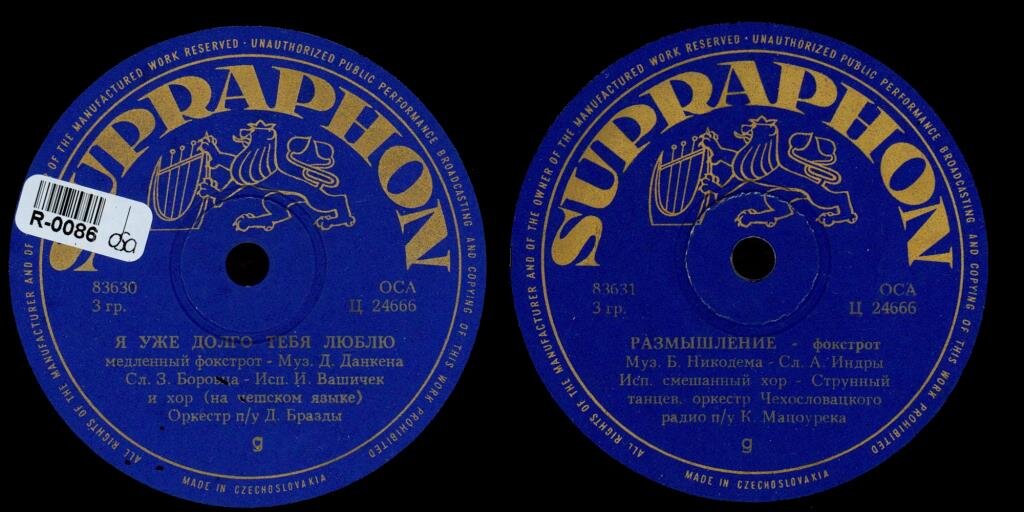 ALL RIGHTS OF THE MANUFACTURER AND OF THE OF THE MANUFACTURED WORK RESERVED · UNAUTHORIZED PUBLIC PERFORMANCE BROADCASTING AND COPYING OF THIS WORK PROHIBITED
SUPRAPHON
R-0086
osa
83630
ОСА
3 гр.
Ц 24666
Я УЖЕ ДОЛГО ТЕБЯ ЛЮБЛЮ
медленный фокстрот - Муз. Д. Данкена
Сл. З. Боровца - Исп. И. Вашичек
и хор (на чешском языке)
Оркестр п/у Д. Бразды
g
MADE IN CZECHOSLOVAKIA
ALL RIGHTS OF THE MANUFACTURER AND OF THE OWNER OF THE MANUFACTURED WORK RESERVED · UNAUTHORIZED PUBLIC PERFORMANCE BROADCASTING AND COPYING OF THIS WORK PROHIBITED
SUPRAPHON
83631
ОСА
3 гр.
Ц 24666
РАЗМЫШЛЕНИЕ - фокстрот
Муз. Б. Никодема - Сл. А. Индры
Исп. смешанный хор - Струнный
танцев. оркестр Чехословацкого
радио п/у К. Мацоурека
g
MADE IN CZECHOSLOVAKIA